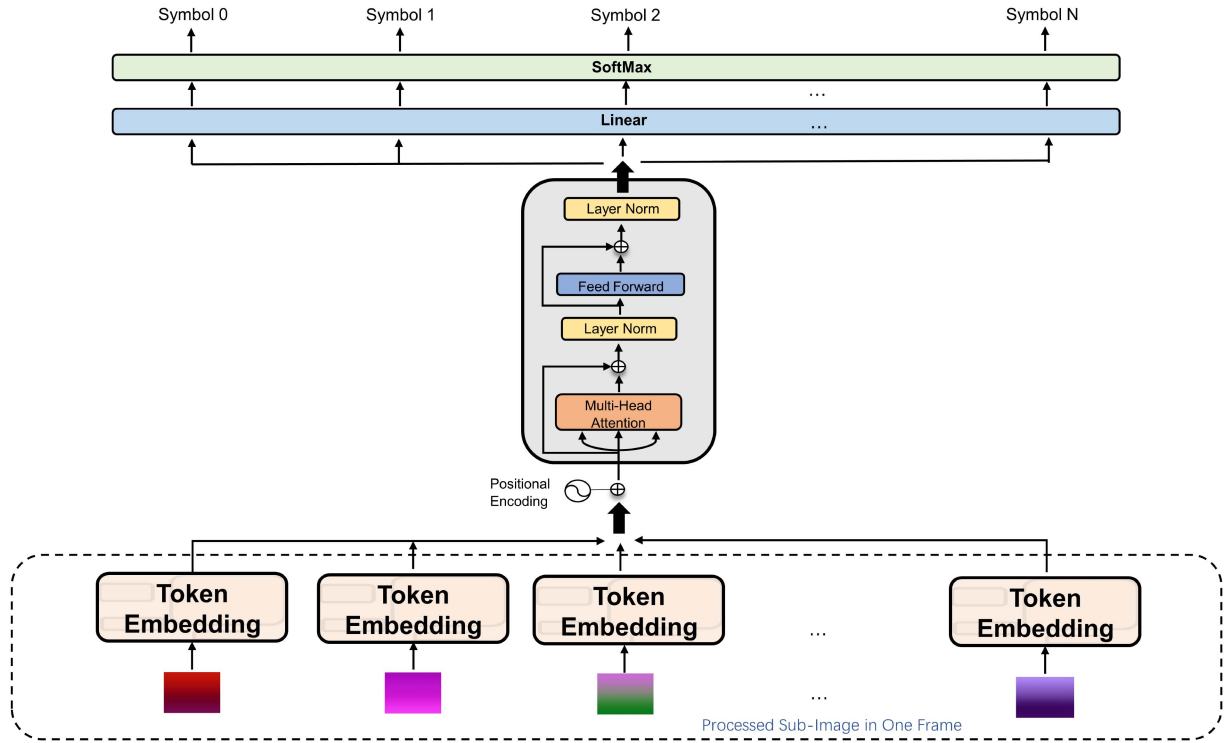 Symbol 0 Symbol 1 Symbol 2 Symbol N
SoftMax
...
Linear ...
Layer Norm
Feed Forward
Layer Norm
Multi-Head
Attention
Positional
Encoding
Token
Embedding
Token
Embedding
Token
Embedding
...
Token
Embedding
...
Processed Sub-Image in One Frame